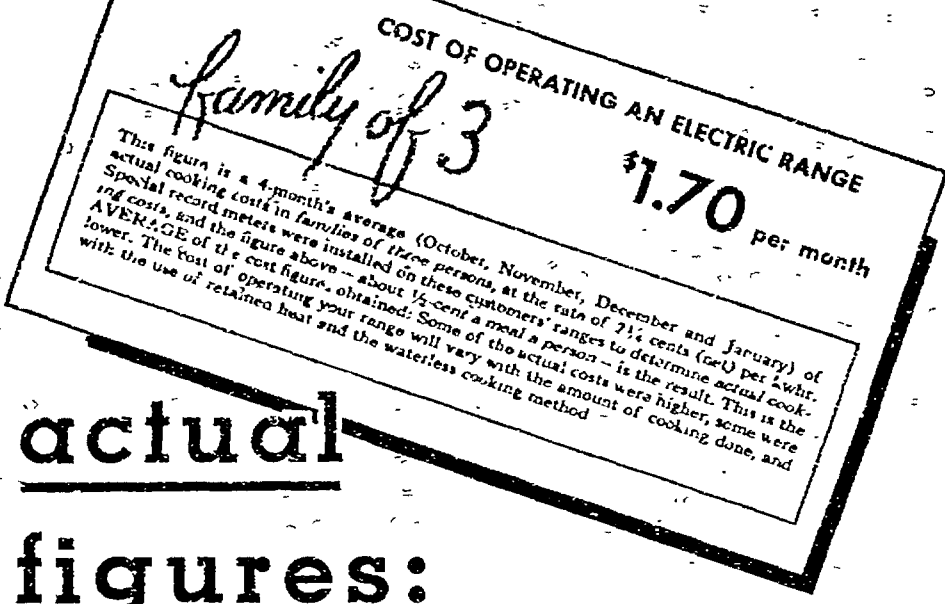 COST OF OPERATING AN ELECTRIC RANGE
family of 3
$1.70 per month
This figure is a 4-month's average (October, November, December and January) of
actual cooking costs in families of three persons, at the rate of 2¼ cents (net) per kwhr.
Special record meters were installed on these customers' ranges to determine actual cook-
ing costs, and the figure above — about ½-cent a meal a person — is the result. This is the
AVERAGE of the cost figures obtained: Some of the actual costs were higher, some were
lower. The cost of operating your range will vary with the amount of cooking done, and
with the use of retained heat and the waterless cooking method
actual
figures: